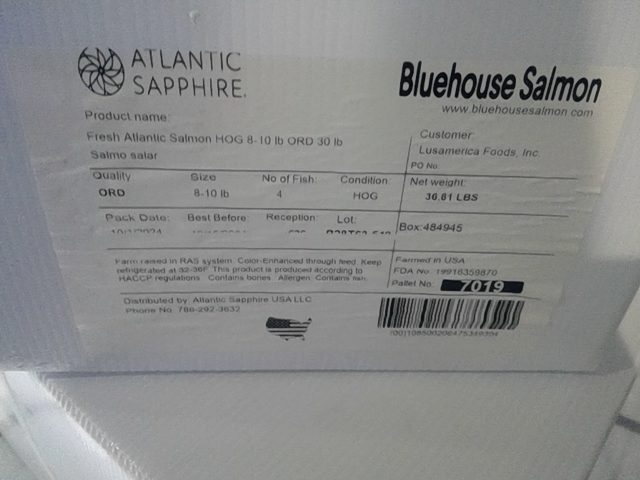 ATLANTIC
SAPPHIRE.
Bluehouse Salmon
www.bluehousesalmon.com
Product name:
Fresh Atlantic Salmon HOG 8-10 lb ORD 30 lb
Salmo salar
Customer:
Lusamerica Foods, Inc.
PO No:
Quality Size No of Fish: Condition:
ORD 8-10 lb 4 HOG
Net weight:
36.81 LBS
Pack Date: Best Before: Reception: Lot:
Box:484945
Farm raised in RAS system. Color Enhanced through feed. Keep
refrigerated at 32-36F. This product is produced according to
HACCP regulations. Contains bones. Allergen: Contains fish.
Farmed in USA
FDA No: 19916359870
Pallet No: 7019
Distributed by: Atlantic Sapphire USA LLC
Phone No: 786-292-3632